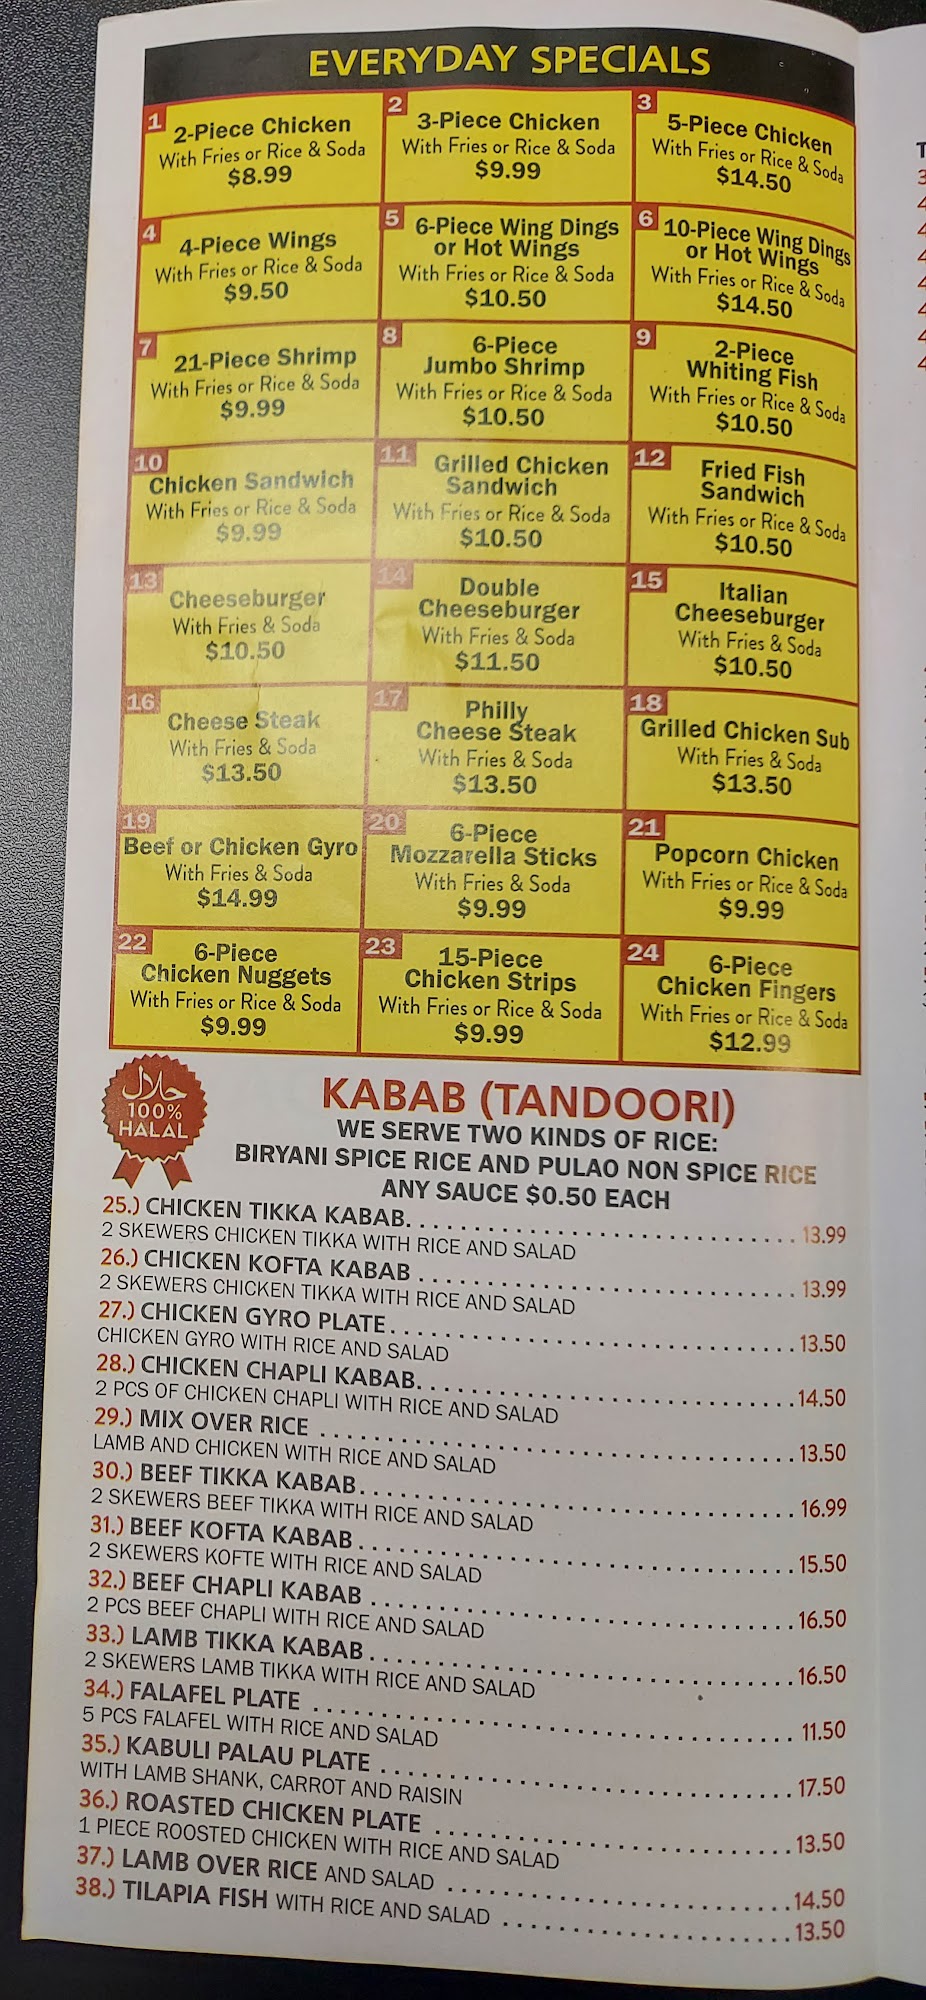 EVERYDAY SPECIALS
1
2-Piece Chicken
With Fries or Rice & Soda
$8.99
2
3-Piece Chicken
With Fries or Rice & Soda
$9.99
3
5-Piece Chicken
With Fries or Rice & Soda
$14.50
4
4-Piece Wings
With Fries or Rice & Soda
$9.50
5
6-Piece Wing Dings
or Hot Wings
With Fries or Rice & Soda
$10.50
6
10-Piece Wing Dings
or Hot Wings
With Fries or Rice & Soda
$14.50
7
21-Piece Shrimp
With Fries or Rice & Soda
$9.99
8
6-Piece
Jumbo Shrimp
With Fries or Rice & Soda
$10.50
9
2-Piece
Whiting Fish
With Fries or Rice & Soda
$10.50
10
Chicken Sandwich
With Fries or Rice & Soda
$9.99
11
Grilled Chicken
Sandwich
With Fries or Rice & Soda
$10.50
12
Fried Fish
Sandwich
With Fries or Rice & Soda
$10.50
13
Cheeseburger
With Fries & Soda
$10.50
14
Double
Cheeseburger
With Fries & Soda
$11.50
15
Italian
Cheeseburger
With Fries & Soda
$10.50
16
Cheese Steak
With Fries & Soda
$13.50
17
Philly
Cheese Steak
With Fries & Soda
$13.50
18
Grilled Chicken Sub
With Fries & Soda
$13.50
19
Beef or Chicken Gyro
With Fries & Soda
$14.99
20
6-Piece
Mozzarella Sticks
With Fries & Soda
$9.99
21
Popcorn Chicken
With Fries or Rice & Soda
$9.99
22
6-Piece
Chicken Nuggets
With Fries or Rice & Soda
$9.99
23
15-Piece
Chicken Strips
With Fries or Rice & Soda
$9.99
24
6-Piece
Chicken Fingers
With Fries or Rice & Soda
$12.99
حلال
100%
HALAL
KABAB (TANDOORI)
WE SERVE TWO KINDS OF RICE:
BIRYANI SPICE RICE AND PULAO NON SPICE RICE
ANY SAUCE $0.50 EACH
25.) CHICKEN TIKKA KABAB 13.99
2 SKEWERS CHICKEN TIKKA WITH RICE AND SALAD
26.) CHICKEN KOFTA KABAB 13.99
2 SKEWERS CHICKEN TIKKA WITH RICE AND SALAD
27.) CHICKEN GYRO PLATE 13.50
CHICKEN GYRO WITH RICE AND SALAD
28.) CHICKEN CHAPLI KABAB 14.50
2 PCS OF CHICKEN CHAPLI WITH RICE AND SALAD
29.) MIX OVER RICE 13.50
LAMB AND CHICKEN WITH RICE AND SALAD
30.) BEEF TIKKA KABAB 16.99
2 SKEWERS BEEF TIKKA WITH RICE AND SALAD
31.) BEEF KOFTA KABAB 15.50
2 SKEWERS KOFTE WITH RICE AND SALAD
32.) BEEF CHAPLI KABAB 16.50
2 PCS BEEF CHAPLI WITH RICE AND SALAD
33.) LAMB TIKKA KABAB 16.50
2 SKEWERS LAMB TIKKA WITH RICE AND SALAD
34.) FALAFEL PLATE 11.50
5 PCS FALAFEL WITH RICE AND SALAD
35.) KABULI PALAU PLATE 17.50
WITH LAMB SHANK, CARROT AND RAISIN
36.) ROASTED CHICKEN PLATE 13.50
1 PIECE ROOSTED CHICKEN WITH RICE AND SALAD
37.) LAMB OVER RICE AND SALAD 14.50
38.) TILAPIA FISH WITH RICE AND SALAD 13.50